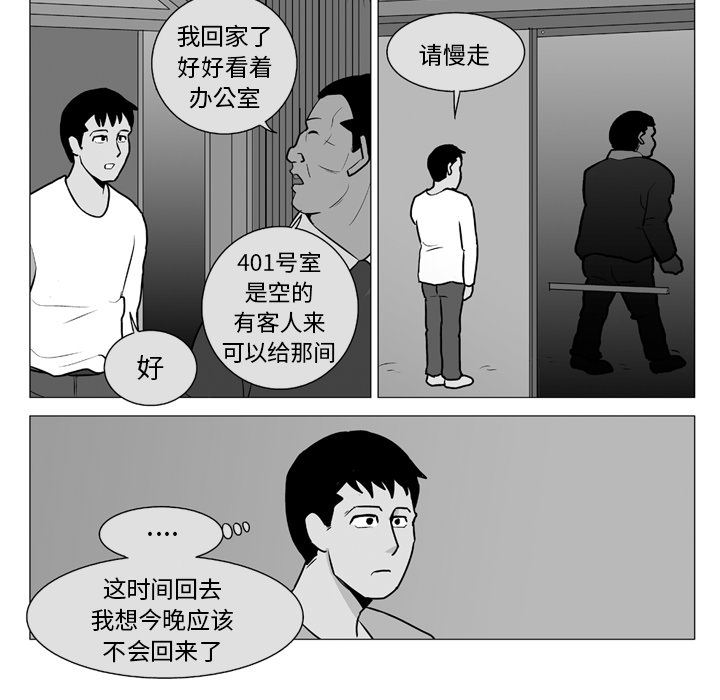 我回家了
好好看着
办公室
401号室
是空的
有客人来
可以给那间
好
请慢走
····
这时间回去
我想今晚应该
不会回来了